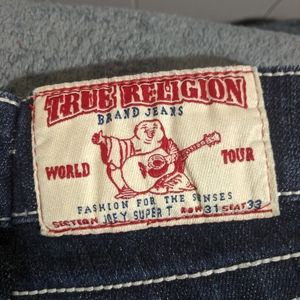 TRUE RELIGION
BRAND JEANS
WORLD TOUR
FASHION FOR THE SENSES
SECTION JOEY SUPER T ROW 31 SEAT 33